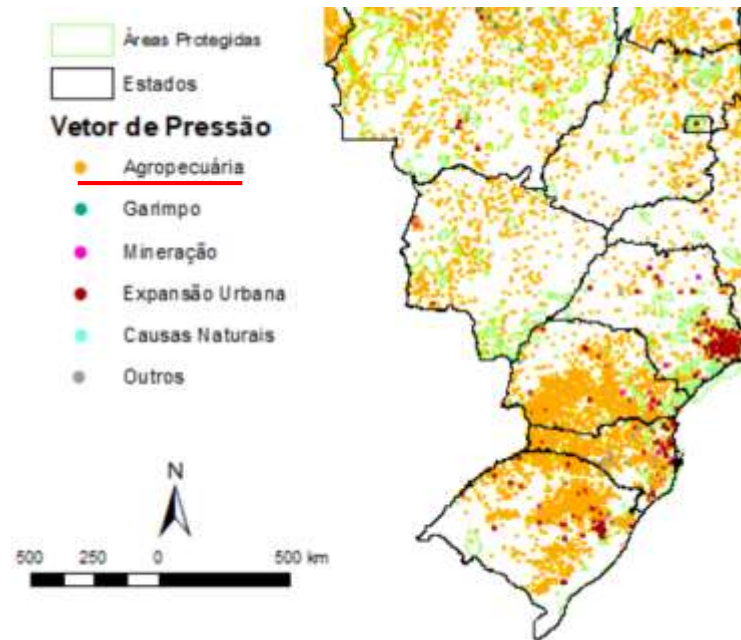 Áreas Protegidas
Estados
Vetor de Pressão
Agropecuária
Garimpo
Mineração
Expansão Urbana
Causas Naturais
Outros
N
500 250 0 500 km